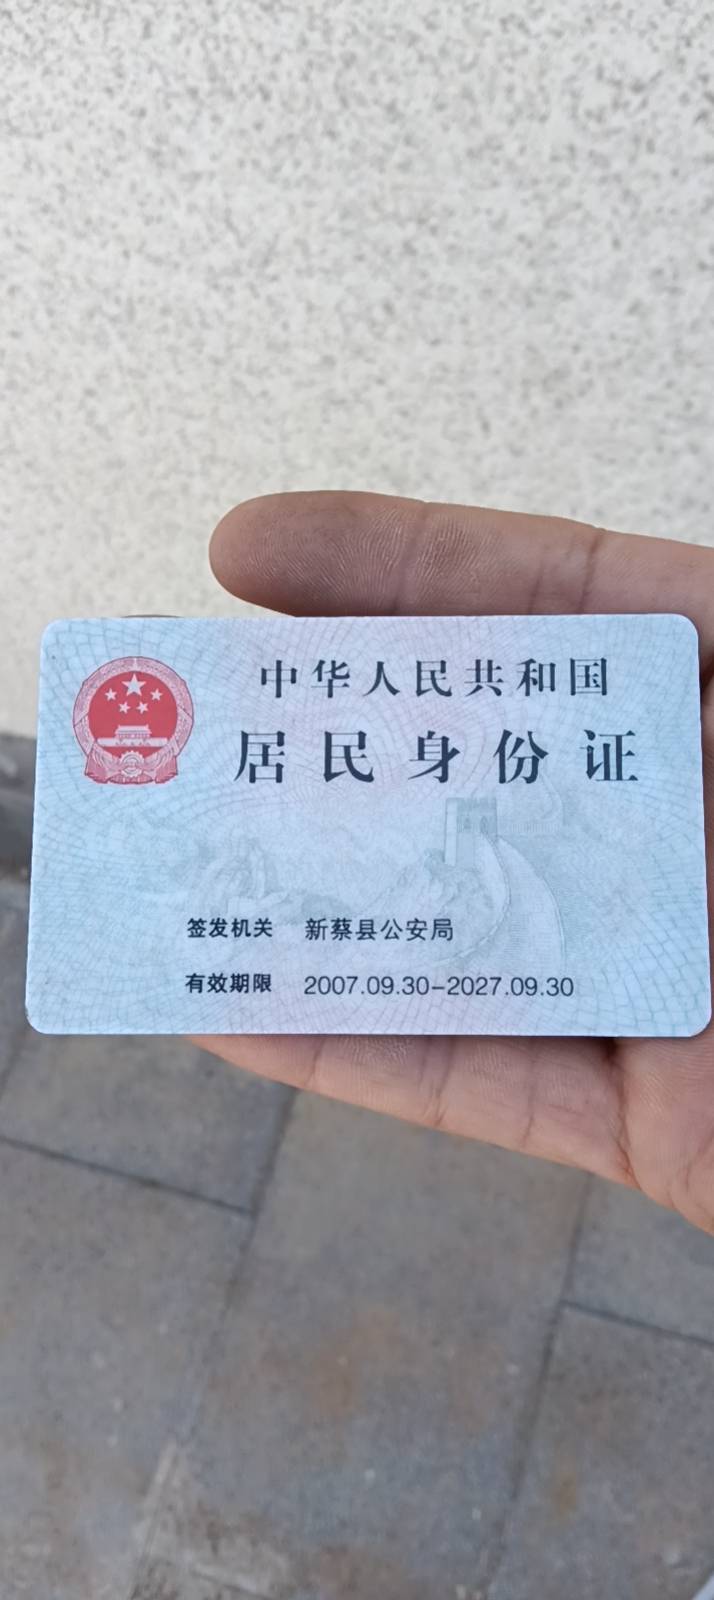 中华人民共和国
居民身份证
签发机关 新蔡县公安局
有效期限 2007.09.30-2027.09.30